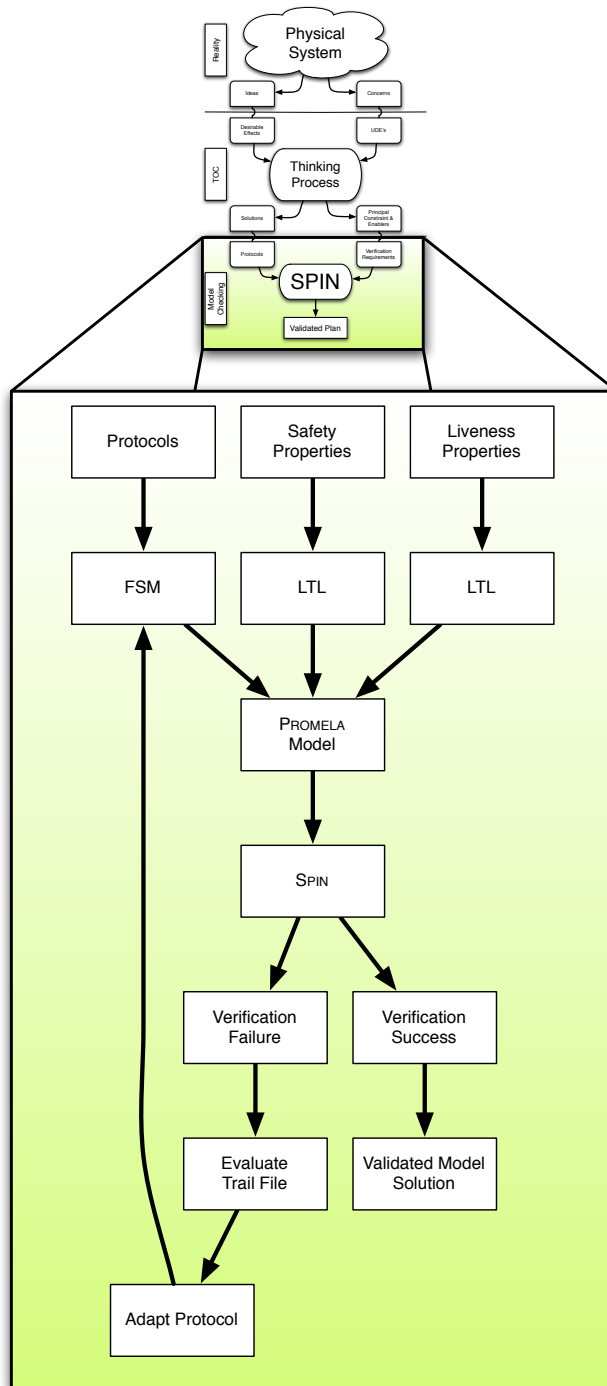 Physical
System
Reality
Ideas
Concerns
Desirable
Effects
UDE's
TOC
Thinking
Process
Solutions
Principal
Constraint &
Enablers
Protocols
Verification
Requirements
Model
Checking
SPIN
Validated Plan
Protocols
Safety
Properties
Liveness
Properties
FSM
LTL
LTL
PROMELA
Model
SPIN
Verification
Failure
Verification
Success
Evaluate
Trail File
Validated Model
Solution
Adapt Protocol